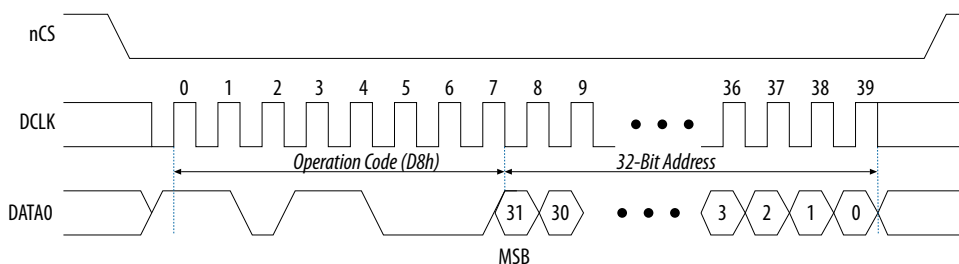 nCS
0 1 2 3 4 5 6 7 8 9 36 37 38 39
DCLK
Operation Code (D8h) 32-Bit Address
DATA0 31 30 3 2 1 0
MSB